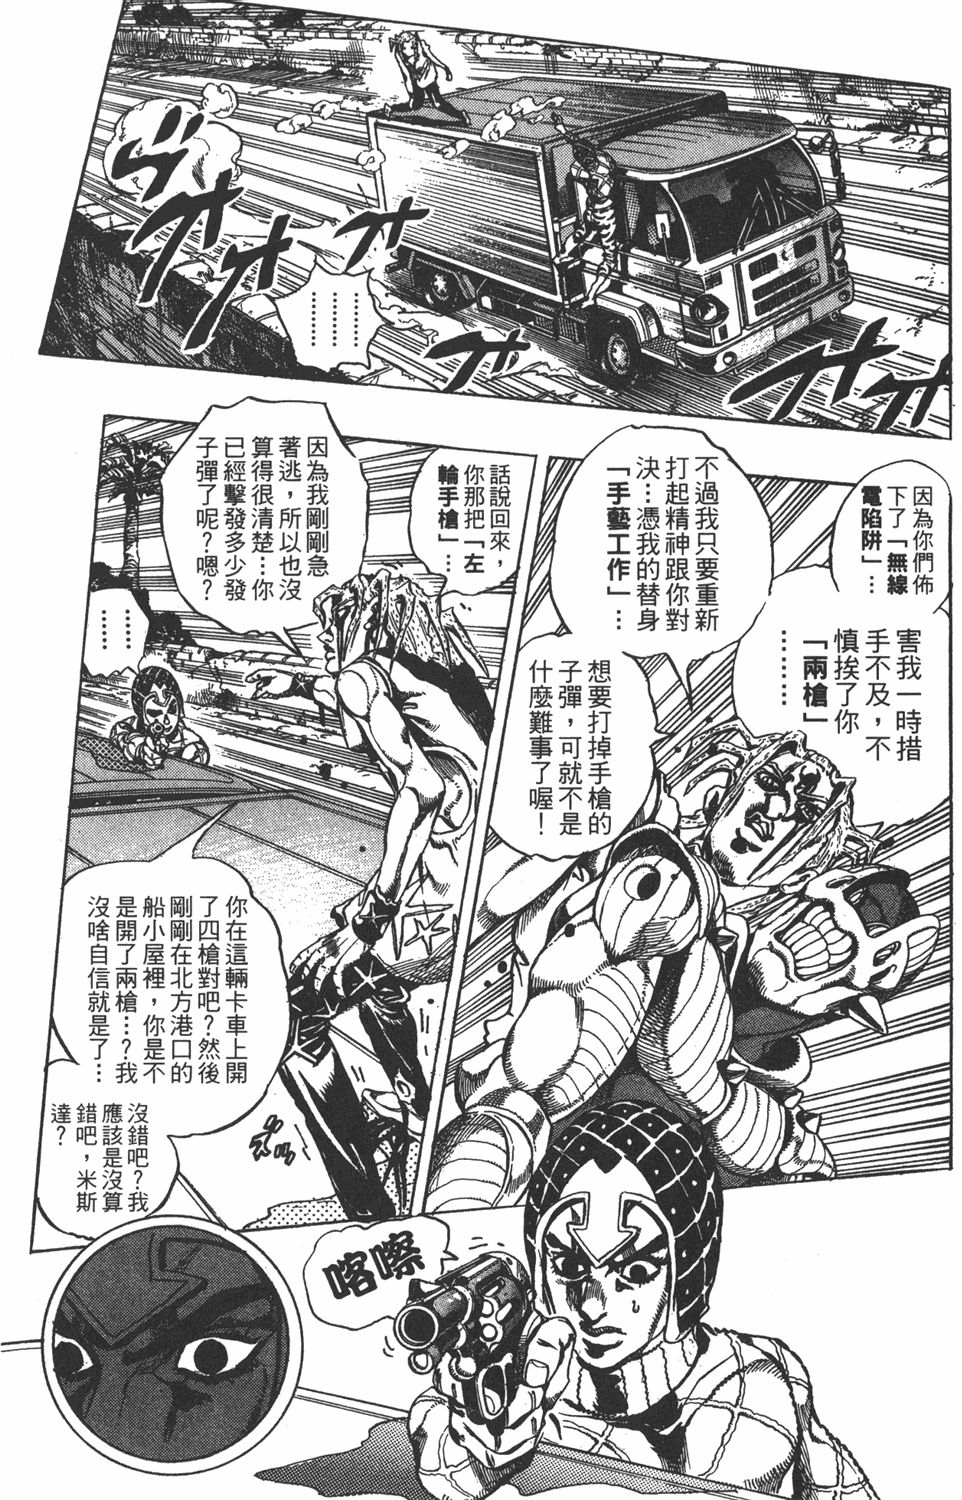 ドオオオ
オオオ
………
………
因為你們佈
下了「無線
電陷阱」…
害我一時措
手不及，不
慎挨了你
「兩槍」
………
不過我只要重新
打起精神跟你對
決…憑我的替身
「手藝工作」…
想要打掉手槍的
子彈，可就不是
什麼難事了喔！
話說回來，
你那把「左
輪手槍」…
因為我剛剛急
著逃，所以也沒
算得很清楚…你
已經擊發多少發
子彈了呢？嗯？
………
你在這輛卡車上開
了四槍對吧？然後
剛剛在北方港口的
船小屋裡，你是不
是開了兩槍…？我
沒啥自信就是了…
沒錯吧？我
應該是沒算
錯吧，米斯
達？
喀嚓